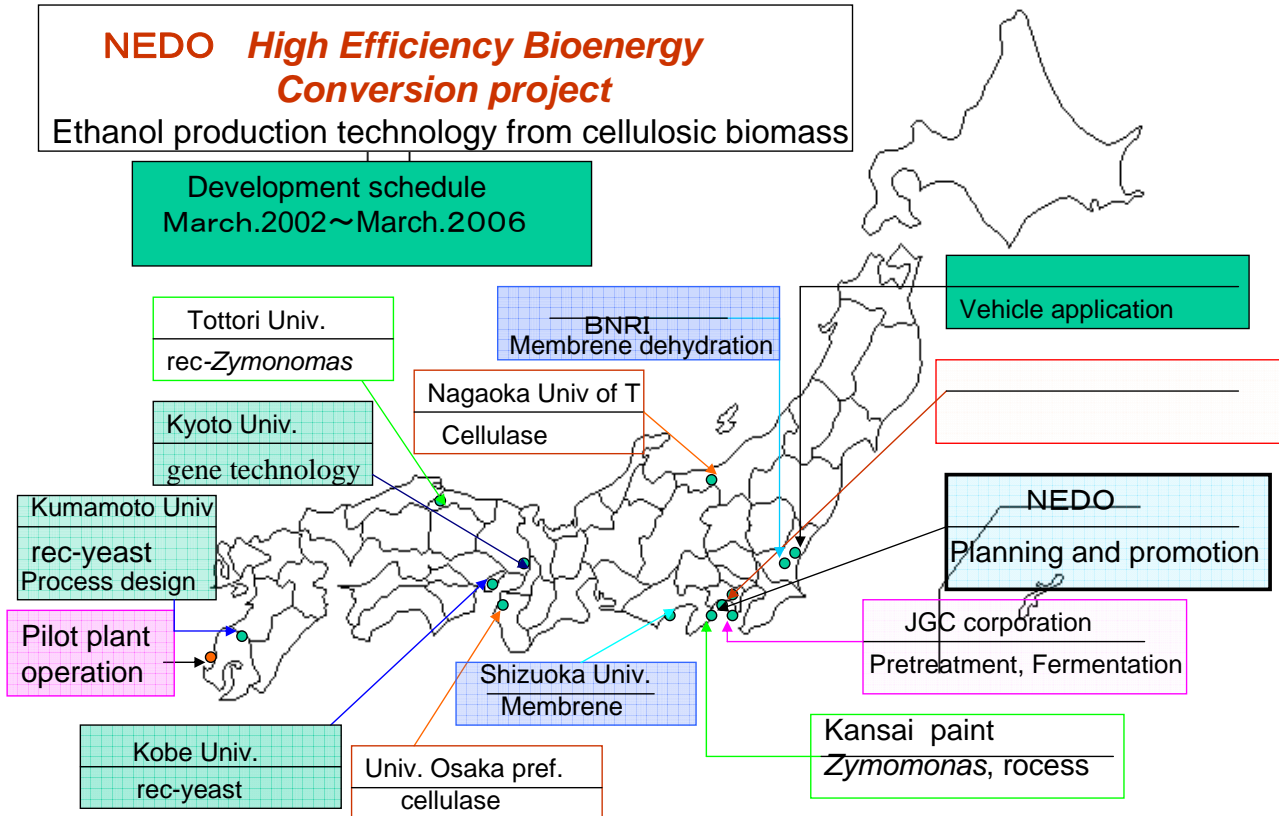 NEDO High Efficiency Bioenergy
Conversion project
Ethanol production technology from cellulosic biomass
Development schedule
March.2002～March.2006
Tottori Univ.
rec-Zymonomas
BNRI
Membrene dehydration
Vehicle application
Nagaoka Univ of T
Cellulase
Kyoto Univ.
gene technology
Kumamoto Univ
rec-yeast
Process design
NEDO
Planning and promotion
Pilot plant
operation
JGC corporation
Pretreatment, Fermentation
Shizuoka Univ.
Membrene
Kobe Univ.
rec-yeast
Univ. Osaka pref.
cellulase
Kansai paint
Zymomonas, rocess